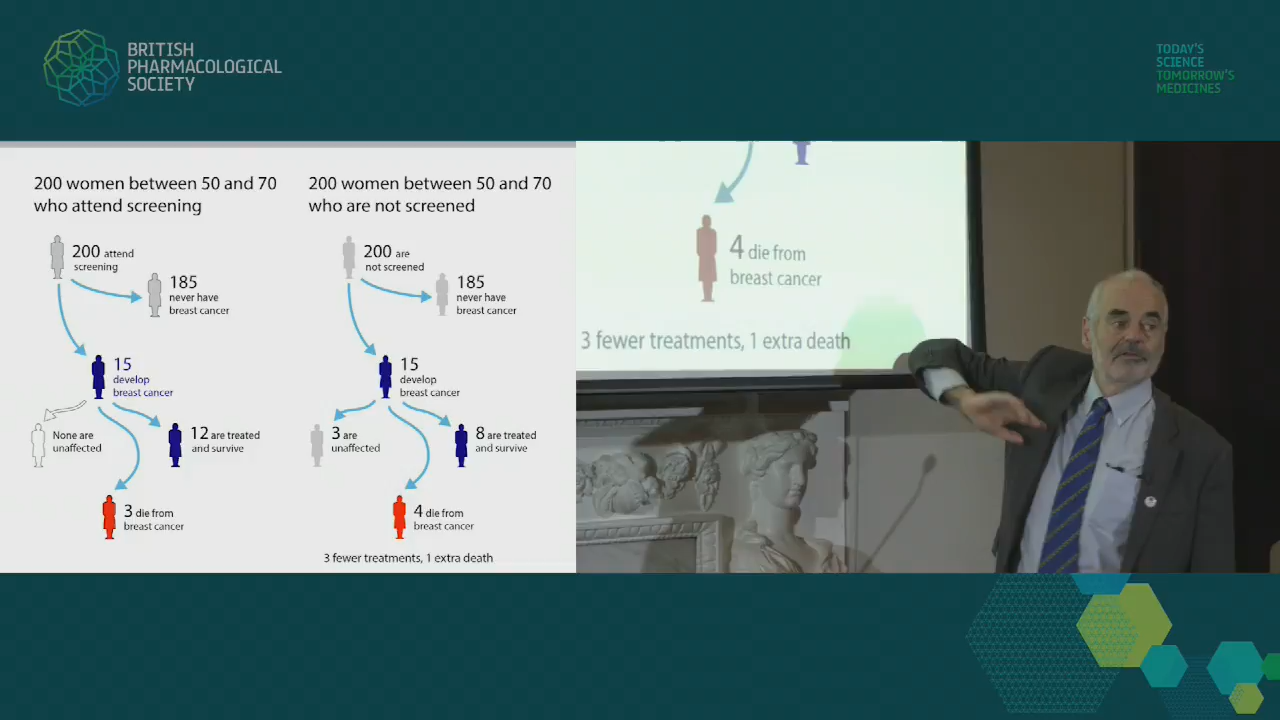 BRITISH
PHARMACOLOGICAL
SOCIETY
TODAY'S
SCIENCE
TOMORROW'S
MEDICINES
200 women between 50 and 70
who attend screening
200 attend
screening
185
never have
breast cancer
15
develop
breast cancer
None are
unaffected
12 are treated
and survive
3 die from
breast cancer
200 women between 50 and 70
who are not screened
200 are
not screened
185
never have
breast cancer
15
develop
breast cancer
3 are
unaffected
8 are treated
and survive
4 die from
breast cancer
3 fewer treatments, 1 extra death
4 die from
breast cancer
3 fewer treatments, 1 extra death